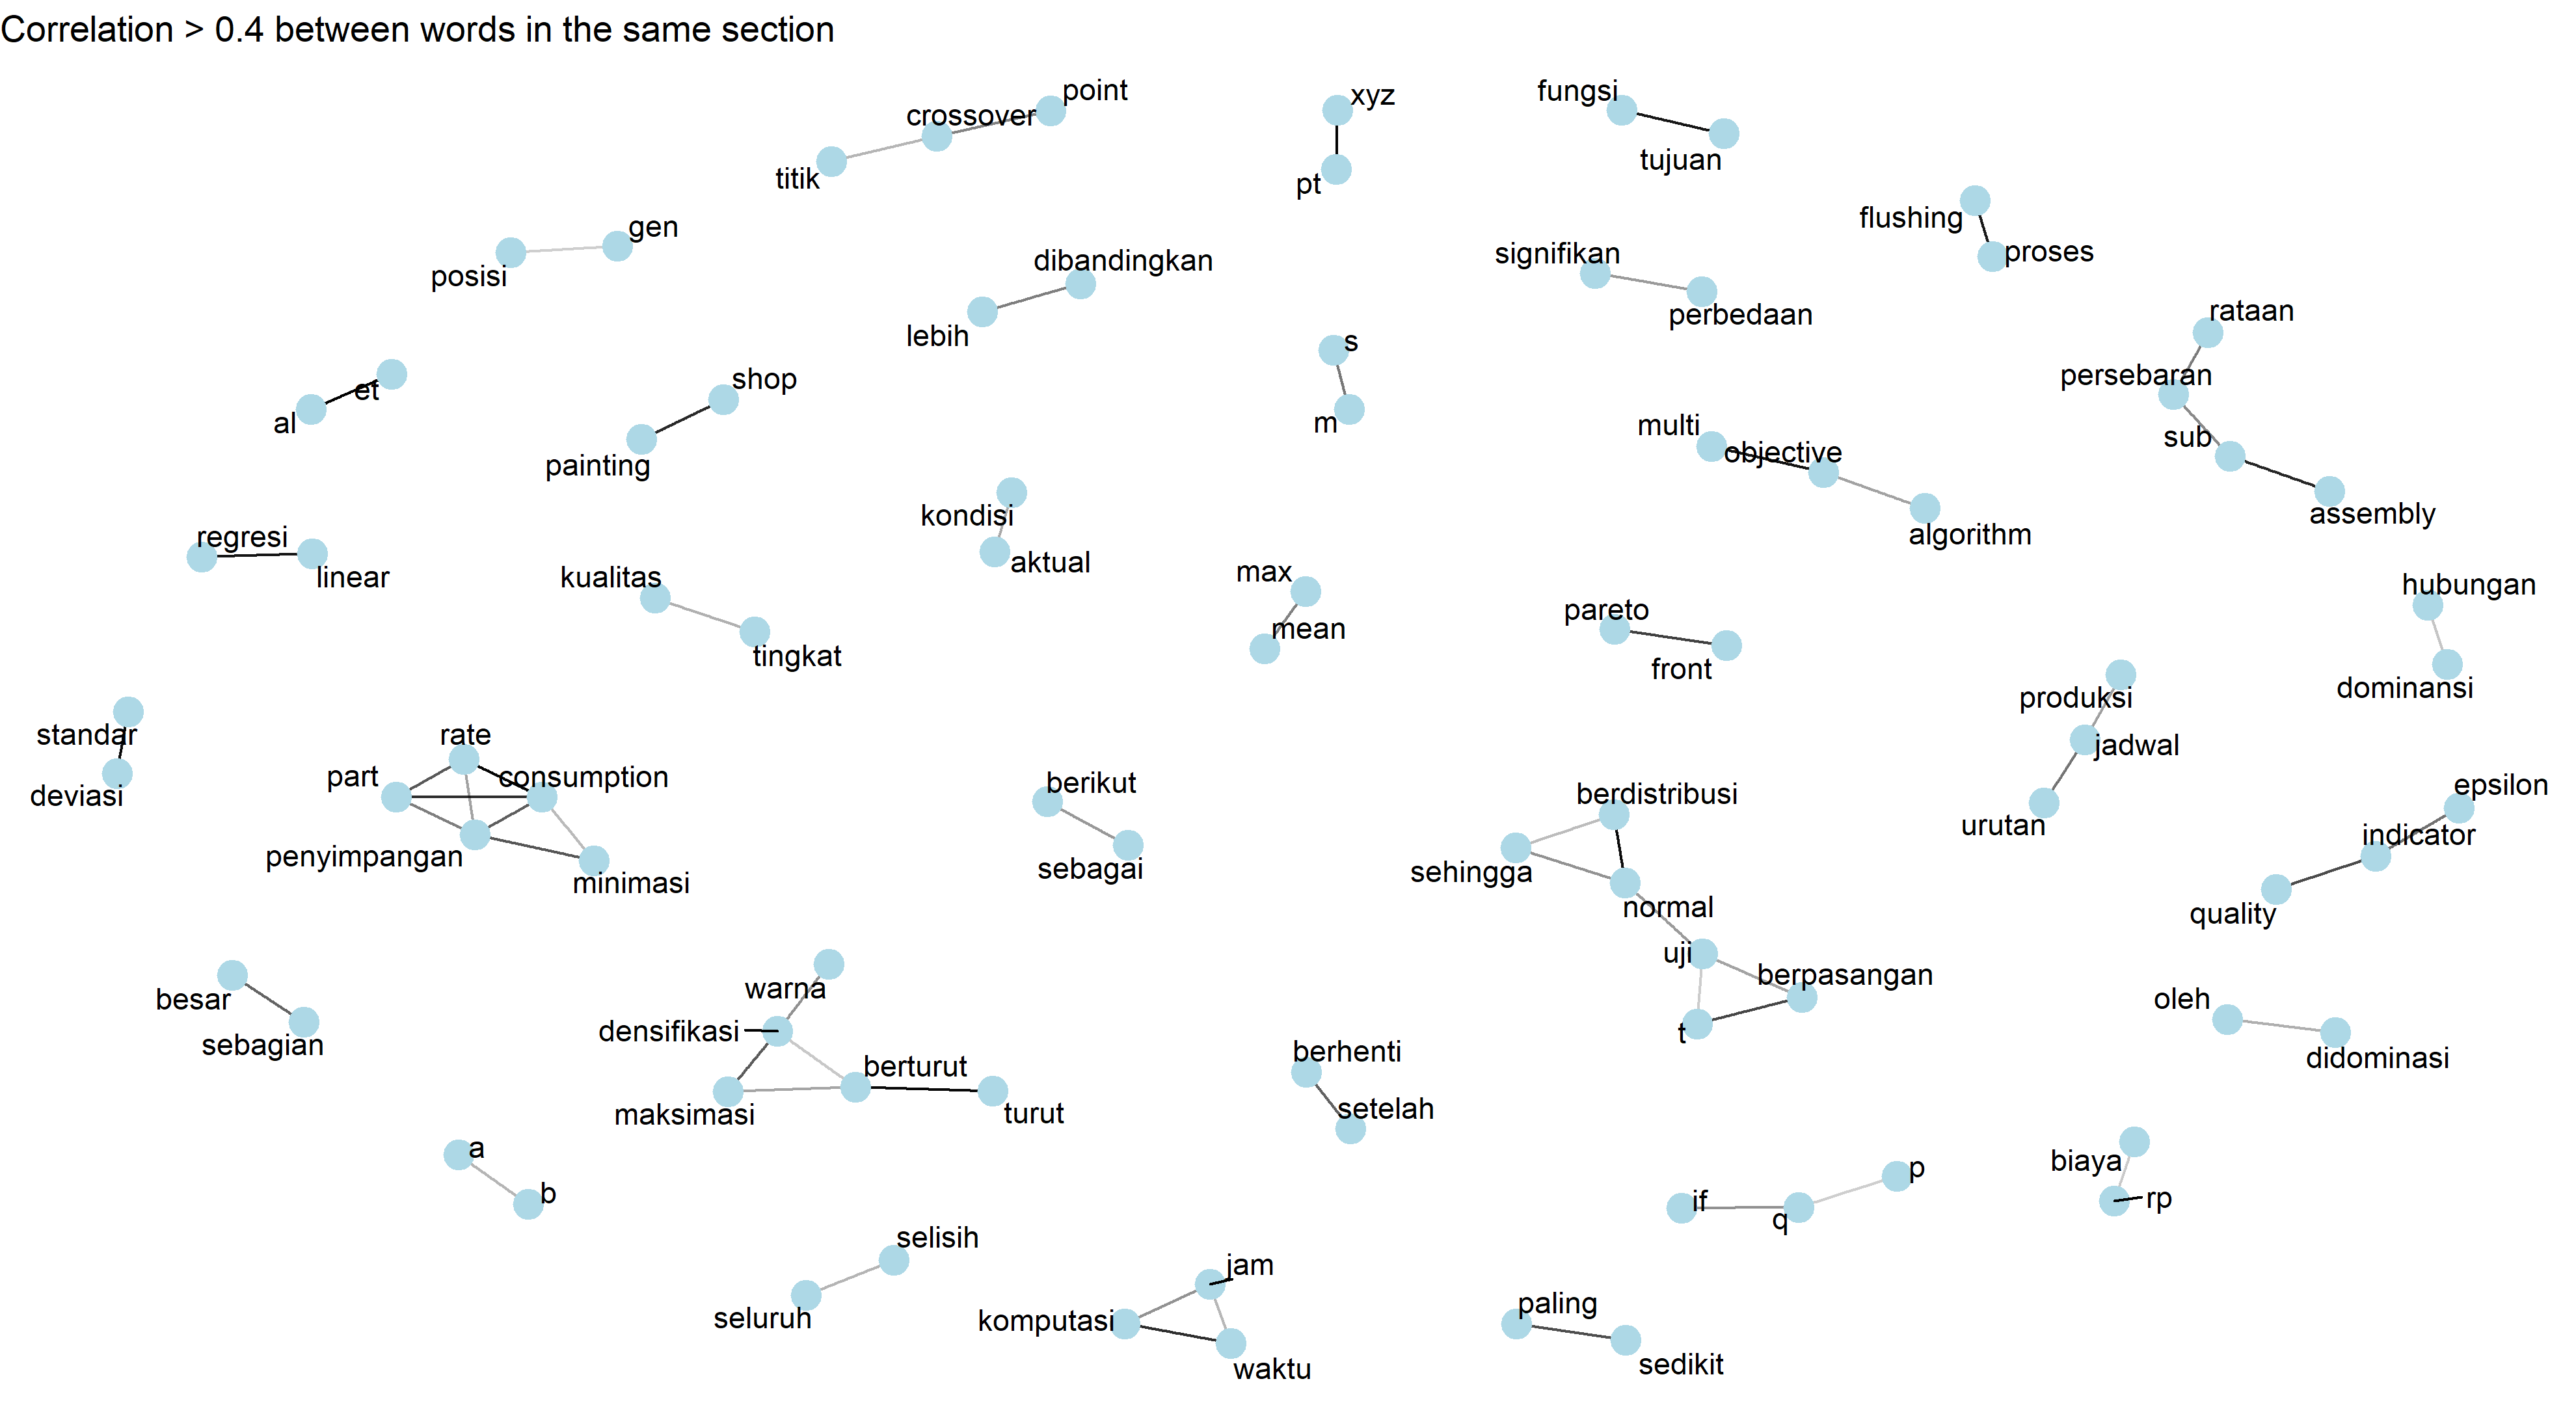 Correlation > 0.4 between words in the same section
point
xyz
fungsi
crossover
tujuan
titik
pt
flushing
gen
signifikan
proses
dibandingkan
posisi
rataan
perbedaan
lebih
s
shop
persebaran
et
al
m
multi
sub
painting
objective
kondisi
assembly
regresi
algorithm
aktual
linear
kualitas
max
hubungan
pareto
mean
tingkat
front
dominansi
produksi
standar
rate
jadwal
part
consumption
berikut
epsilon
deviasi
berdistribusi
urutan
indicator
penyimpangan
sebagai
sehingga
minimasi
normal
quality
uji
berpasangan
warna
besar
oleh
densifikasi
t
sebagian
berhenti
didominasi
berturut
maksimasi
turut
setelah
a
biaya
p
b
if
rp
q
selisih
jam
seluruh
komputasi
paling
waktu
sedikit